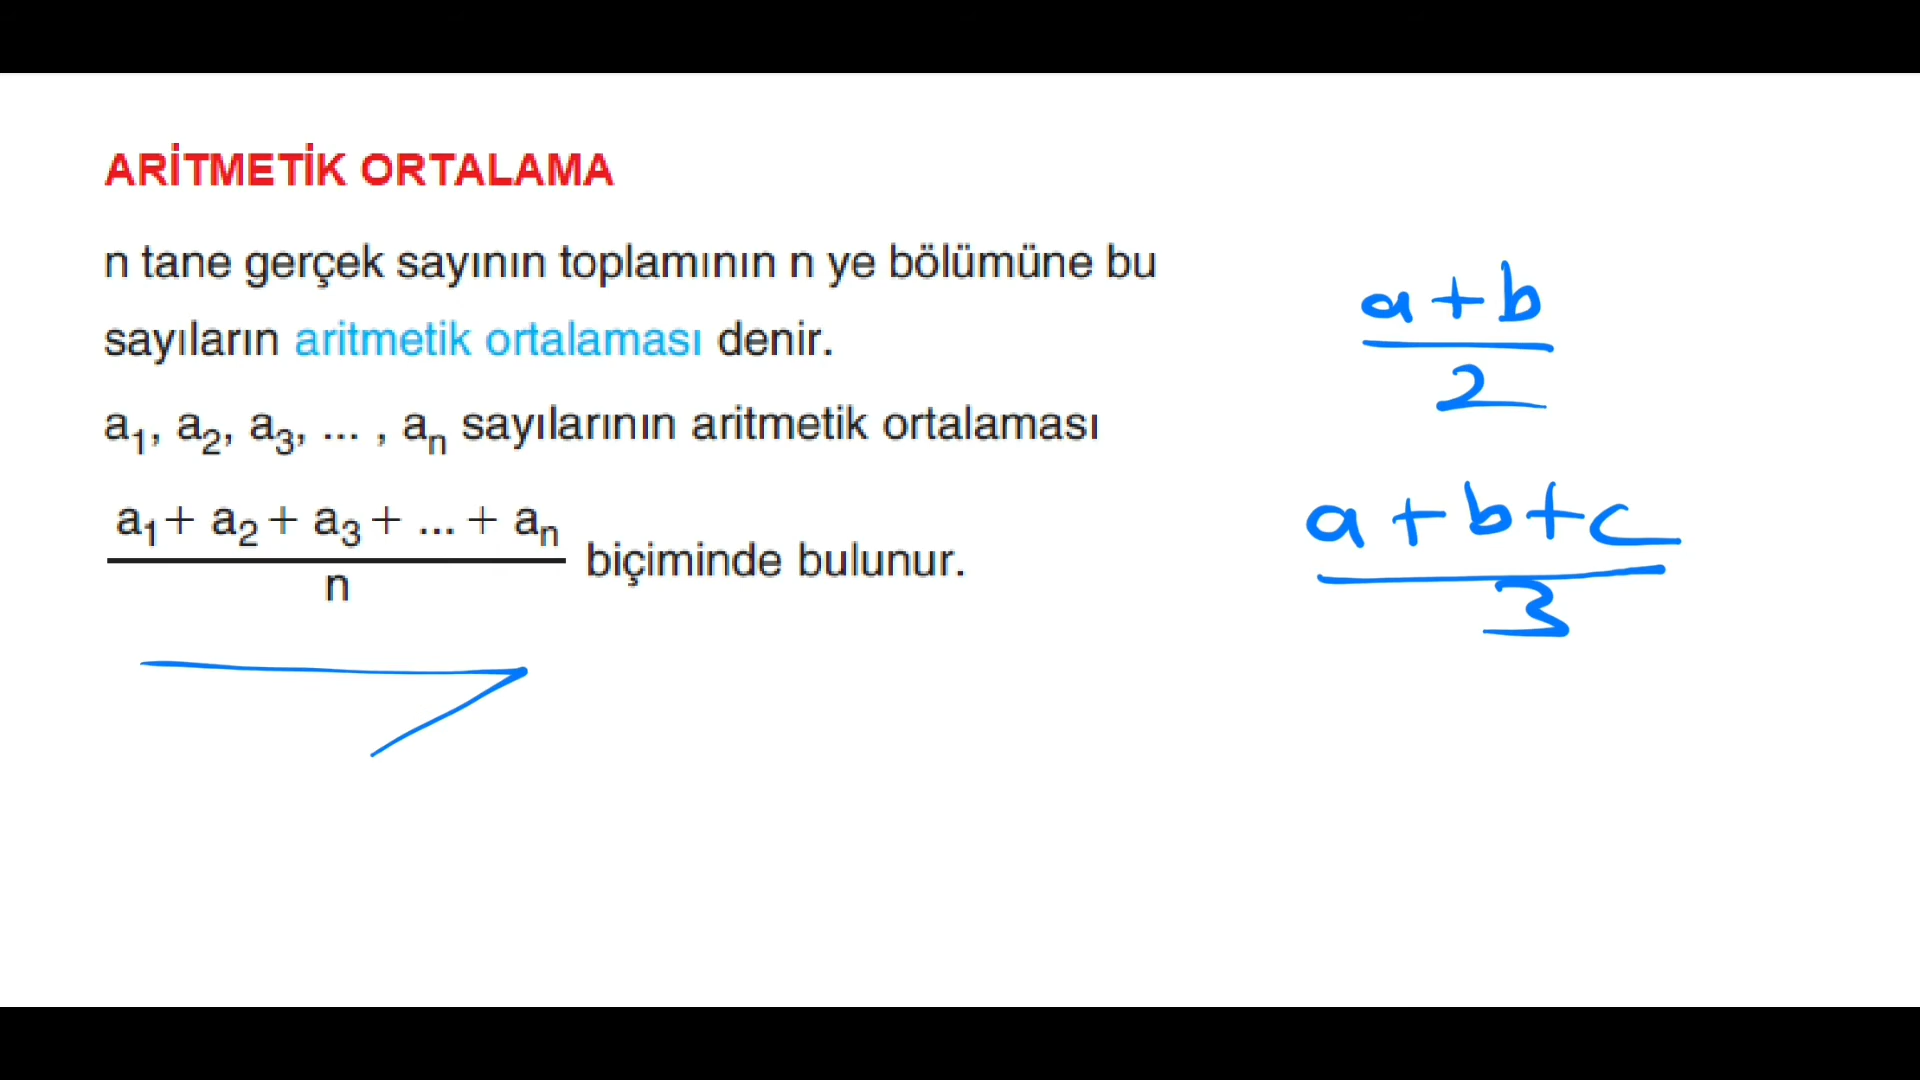 ARİTMETİK ORTALAMA
n tane gerçek sayının toplamının n ye bölümüne bu
sayıların aritmetik ortalaması denir.
a₁, a₂, a₃, ... , aₙ sayılarının aritmetik ortalaması
a₁+ a₂ + a₃ + ... + aₙ
n
biçiminde bulunur.
a+b
2
a+b+c
3